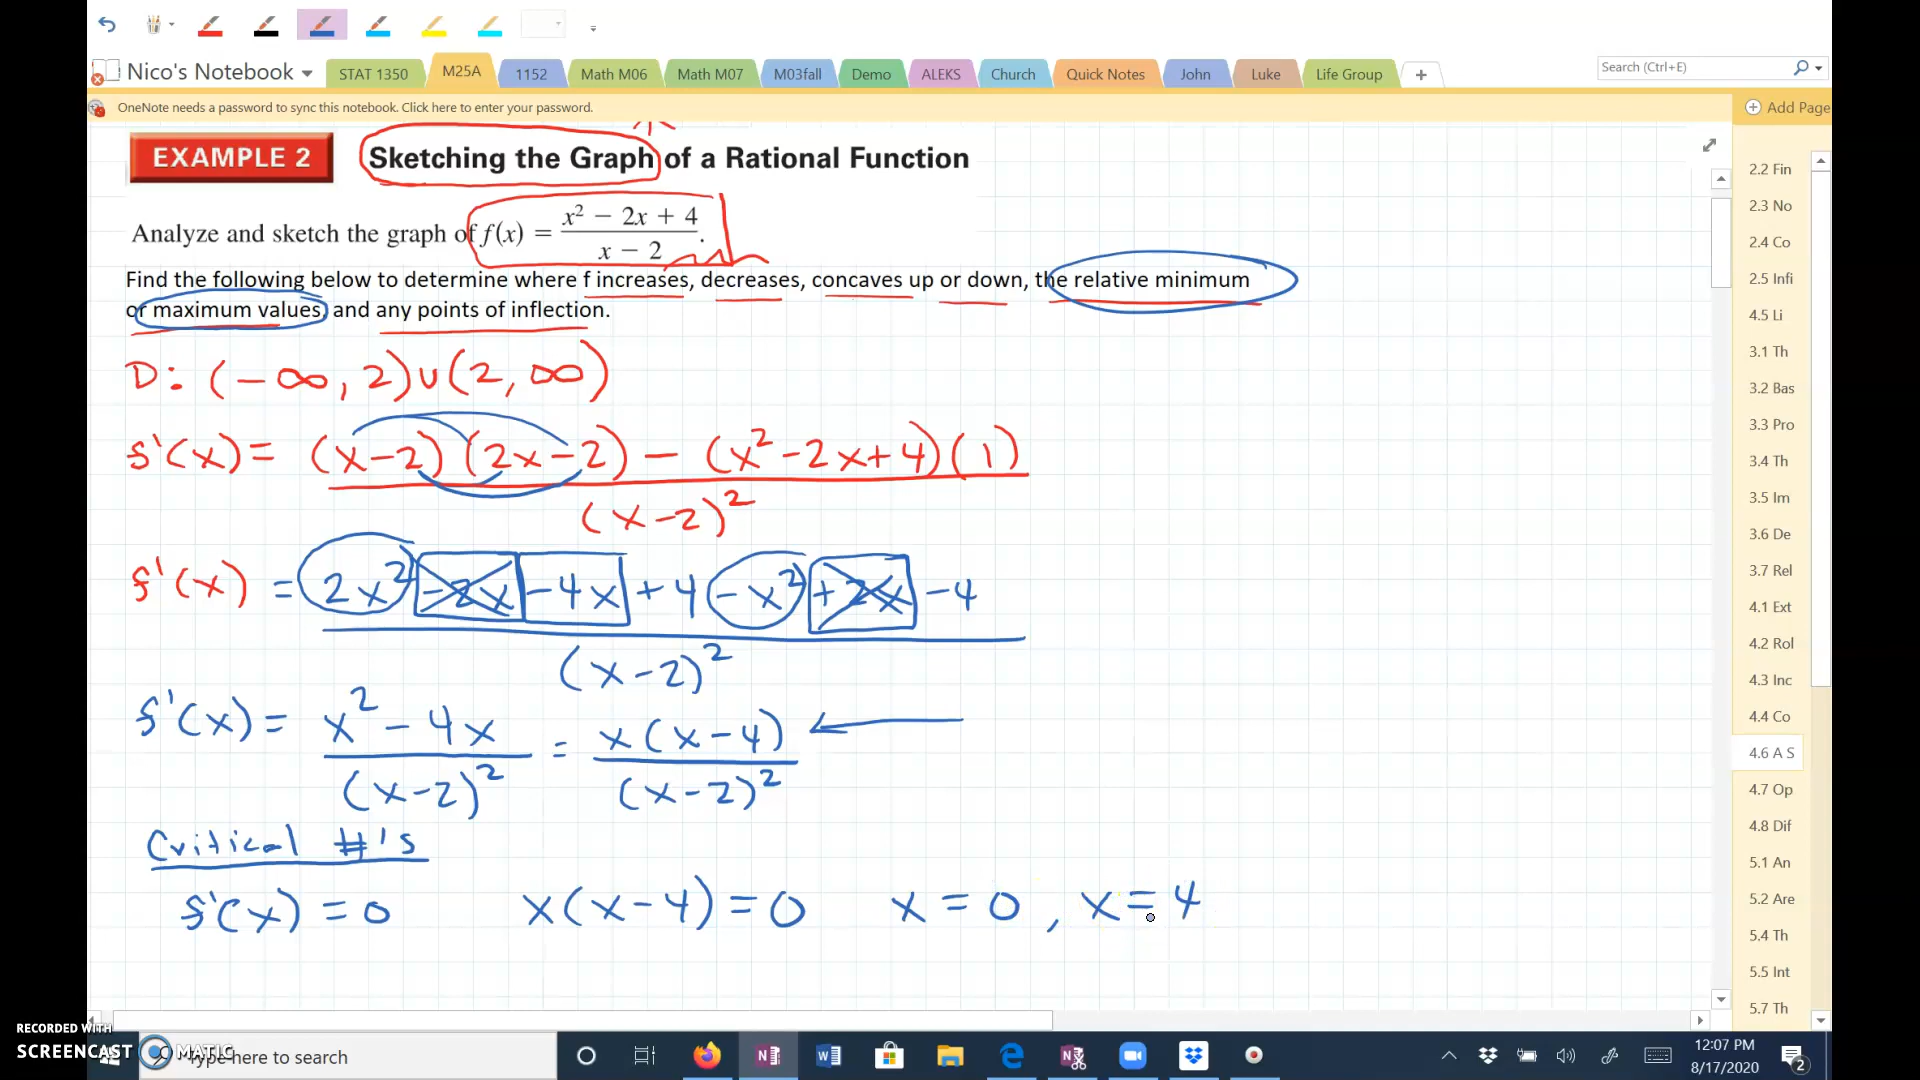 Nico's Notebook
STAT 1350
M25A
1152
Math M06
Math M07
M03fall
Demo
ALEKS
Church
Quick Notes
John
Luke
Life Group
Search (Ctrl+E)
OneNote needs a password to sync this notebook. Click here to enter your password.
Add Page
EXAMPLE 2 Sketching the Graph of a Rational Function
Analyze and sketch the graph of f(x) = (x² − 2x + 4)/(x − 2).
Find the following below to determine where f increases, decreases, concaves up or down, the relative minimum
or maximum values, and any points of inflection.
D: (-∞, 2) ∪ (2, ∞)
f'(x) = (x-2)(2x-2) - (x²-2x+4)(1)
(x-2)²
f'(x) = 2x² -2x -4x +4 -x² +2x -4
(x-2)²
f'(x) = (x² - 4x)/(x-2)² = x(x-4)/(x-2)²
Critical #'s
f'(x) = 0 x(x-4) = 0 x = 0, x = 4
2.2 Fin
2.3 No
2.4 Co
2.5 Infi
4.5 Li
3.1 Th
3.2 Bas
3.3 Pro
3.4 Th
3.5 Im
3.6 De
3.7 Rel
4.1 Ext
4.2 Rol
4.3 Inc
4.4 Co
4.6 A S
4.7 Op
4.8 Dif
5.1 An
5.2 Are
5.4 Th
5.5 Int
5.7 Th
RECORDED WITH
SCREENCAST MATIC
Type here to search
12:07 PM
8/17/2020
2